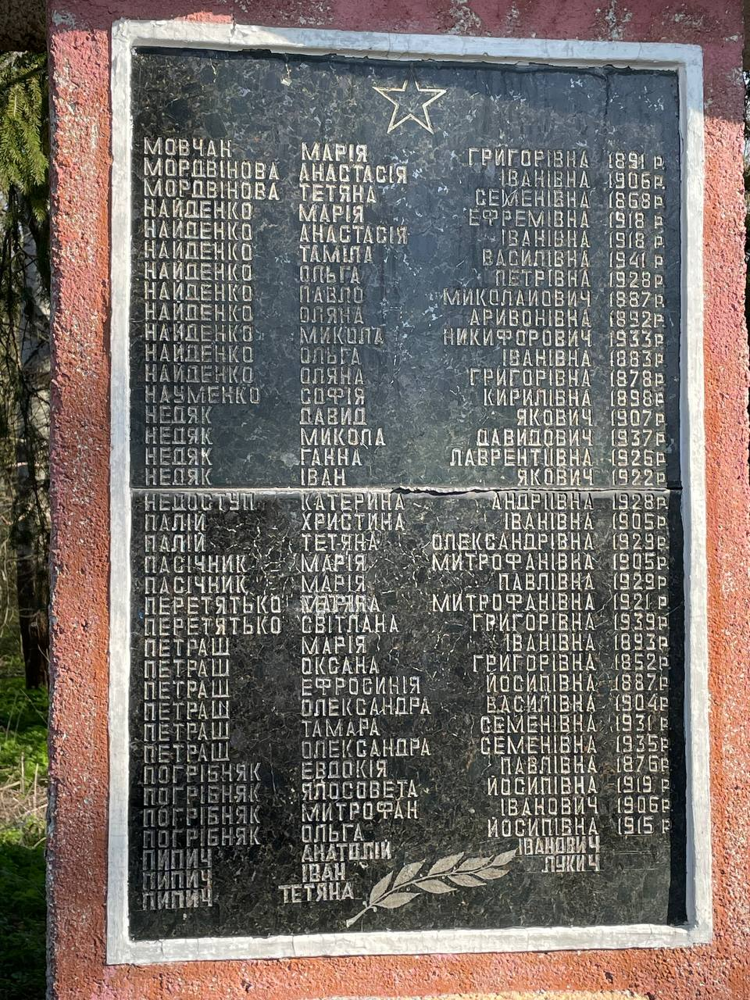 МОВЧАН МАРІЯ ГРИГОРІВНА 1891 р.
МОРДВІНОВА АНАСТАСІЯ ІВАНІВНА 1906р.
МОРДВІНОВА ТЕТЯНА СЕМЕНІВНА 1868р.
НАЙДЕНКО МАРІЯ ЕФРЕМІВНА 1918 р
НАЙДЕНКО АНАСТАСІЯ ІВАНІВНА 1918 р.
НАЙДЕНКО ТАМІЛА ВАСИЛІВНА 1941 р
НАЙДЕНКО ОЛЬГА ПЕТРІВНА 1928р
НАЙДЕНКО ПАВЛО МИКОЛАЙОВИЧ 1887р
НАЙДЕНКО ОЛЯНА АРИВОНІВНА 1892р
НАЙДЕНКО МИКОЛА НИКИФОРОВИЧ 1933р
НАЙДЕНКО ОЛЬГА ІВАНІВНА 1883р
НАЙДЕНКО ОЛЯНА ГРИГОРІВНА 1878р
НАУМЕНКО СОФІЯ КИРИЛІВНА 1898р
НЕДЯК ДАВИД ЯКОВИЧ 1907р
НЕДЯК МИКОЛА ДАВИДОВИЧ 1937р
НЕДЯК ГАННА ЛАВРЕНТІЇВНА 1926р
НЕДЯК ІВАН ЯКОВИЧ 1922р
НЕДОСТУП КАТЕРИНА АНДРІЇВНА 1928р
ПАЛІЙ ХРИСТИНА ІВАНІВНА 1905р
ПАЛІЙ ТЕТЯНА ОЛЕКСАНДРІВНА 1929р
ПАСІЧНИК МАРІЯ МИТРОФАНІВНА 1905р
ПАСІЧНИК МАРІЯ ПАВЛІВНА 1929р
ПЕРЕТЯТЬКО МАР'ЯНА МИТРОФАНІВНА 1921 р
ПЕРЕТЯТЬКО СВІТЛАНА ГРИГОРІВНА 1939р
ПЕТРАШ МАРІЯ ІВАНІВНА 1893р
ПЕТРАШ ОКСАНА ГРИГОРІВНА 1852р
ПЕТРАШ ЕФРОСИНІЯ ЙОСИПІВНА 1887р
ПЕТРАШ ОЛЕКСАНДРА ВАСИЛІВНА 1904р
ПЕТРАШ ТАМАРА СЕМЕНІВНА 1931 р
ПЕТРАШ ОЛЕКСАНДРА СЕМЕНІВНА 1935р
ПОГРІБНЯК ЕВДОКІЯ ПАВЛІВНА 1876р
ПОГРІБНЯК ЯЛОСОВЕТА ЙОСИПІВНА 1919 р
ПОГРІБНЯК МИТРОФАН ІВАНОВИЧ 1906р
ПОГРІБНЯК ОЛЬГА ЙОСИПІВНА 1915 р
ПИПИЧ АНАТОЛІЙ ІВАНОВИЧ
ПИПИЧ ІВАН ЛУКИЧ
ПИПИЧ ТЕТЯНА